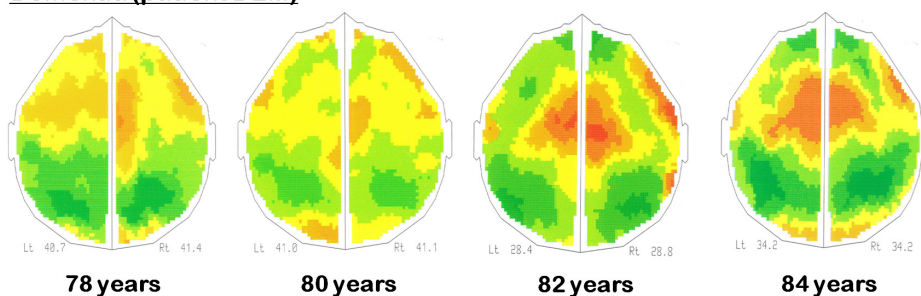 Lt 40.7 Rt 41.4
Lt 41.0 Rt 41.1
Lt 28.4 Rt 28.8
Lt 34.2 Rt 34.2
78 years 80 years 82 years 84 years